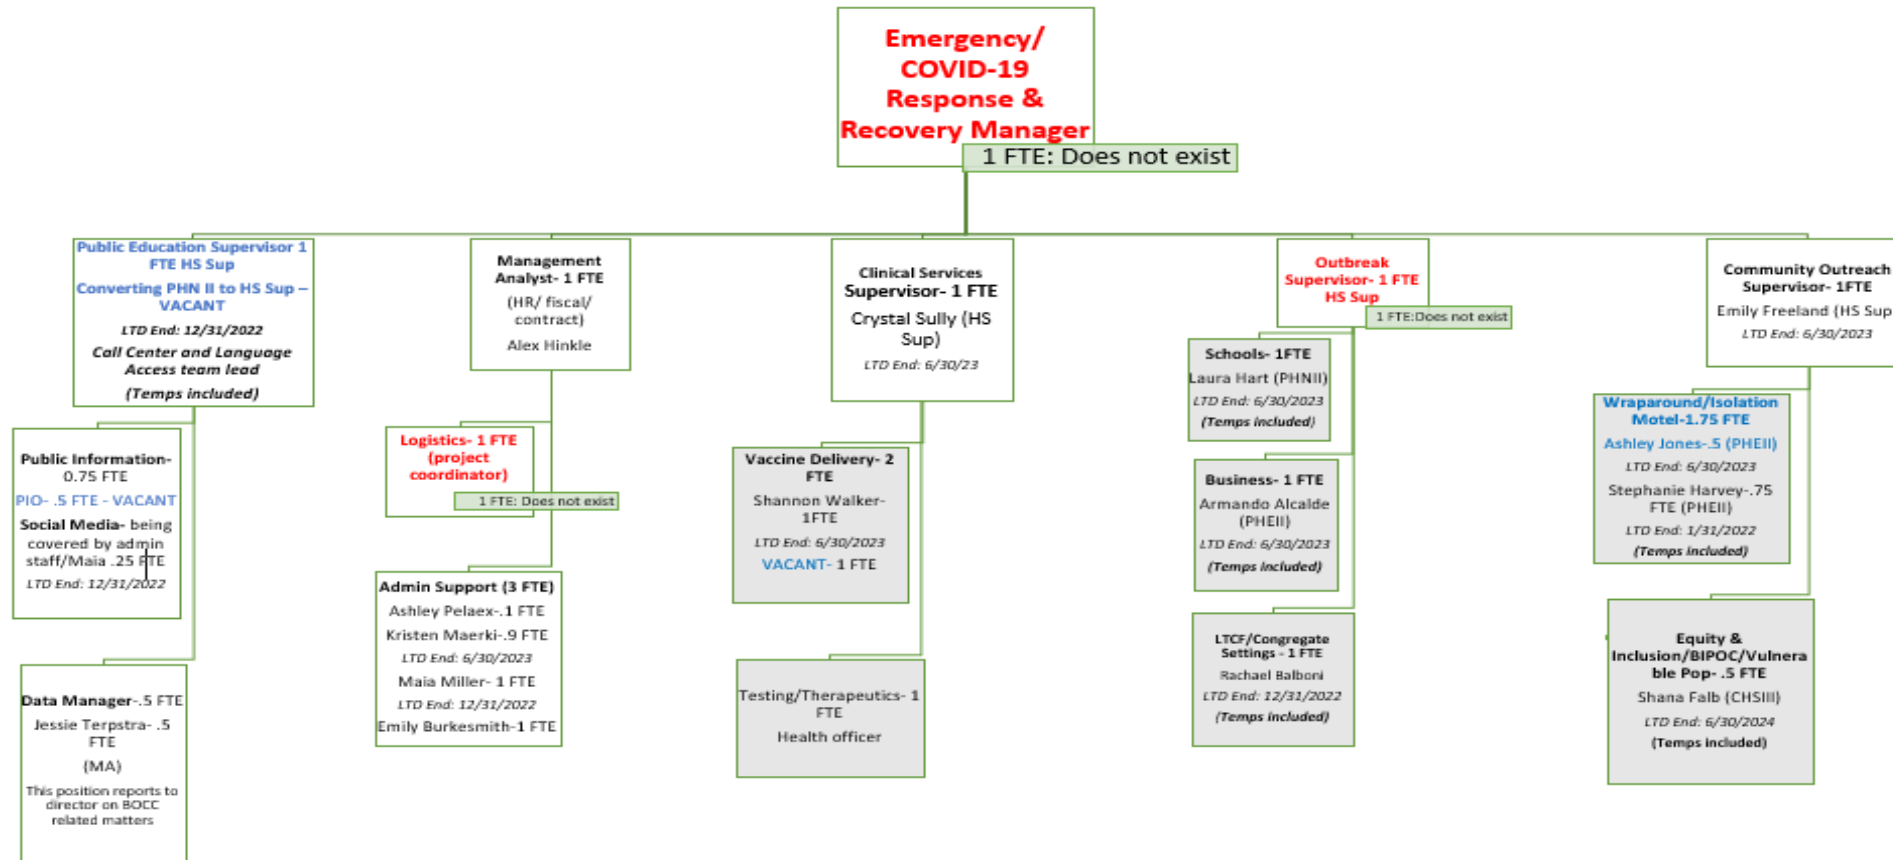 Emergency/
COVID-19
Response &
Recovery Manager
1 FTE: Does not exist
Public Education Supervisor 1
FTE HS Sup
Converting PHN II to HS Sup –
VACANT
LTD End: 12/31/2022
Call Center and Language
Access team lead
(Temps included)
Public Information-
0.75 FTE
PIO- .5 FTE - VACANT
Social Media- being
covered by admin
staff/Maia .25 FTE
LTD End: 12/31/2022
Data Manager-.5 FTE
Jessie Terpstra- .5
FTE
(MA)
This position reports to
director on BOCC
related matters
Management
Analyst- 1 FTE
(HR/ fiscal/
contract)
Alex Hinkle
Logistics- 1 FTE
(project
coordinator)
1 FTE: Does not exist
Admin Support (3 FTE)
Ashley Pelaex-.1 FTE
Kristen Maerki-.9 FTE
LTD End: 6/30/2023
Maia Miller- 1 FTE
LTD End: 12/31/2022
Emily Burkesmith-1 FTE
Clinical Services
Supervisor- 1 FTE
Crystal Sully (HS
Sup)
LTD End: 6/30/23
Vaccine Delivery- 2
FTE
Shannon Walker-
1FTE
LTD End: 6/30/2023
VACANT- 1 FTE
Testing/Therapeutics- 1
FTE
Health officer
Outbreak
Supervisor- 1 FTE
HS Sup
1 FTE:Does not exist
Schools- 1FTE
Laura Hart (PHNII)
LTD End: 6/30/2023
(Temps included)
Business- 1 FTE
Armando Alcalde
(PHEII)
LTD End: 6/30/2023
(Temps included)
LTCF/Congregate
Settings - 1 FTE
Rachael Balboni
LTD End: 12/31/2022
(Temps included)
Community Outreach
Supervisor- 1FTE
Emily Freeland (HS Sup
LTD End: 6/30/2023
Wraparound/Isolation
Motel-1.75 FTE
Ashley Jones-.5 (PHEII)
LTD End: 6/30/2023
Stephanie Harvey-.75
FTE (PHEII)
LTD End: 1/31/2022
(Temps included)
Equity &
Inclusion/BIPOC/Vulnera
ble Pop- .5 FTE
Shana Falb (CHSIII)
LTD End: 6/30/2024
(Temps included)